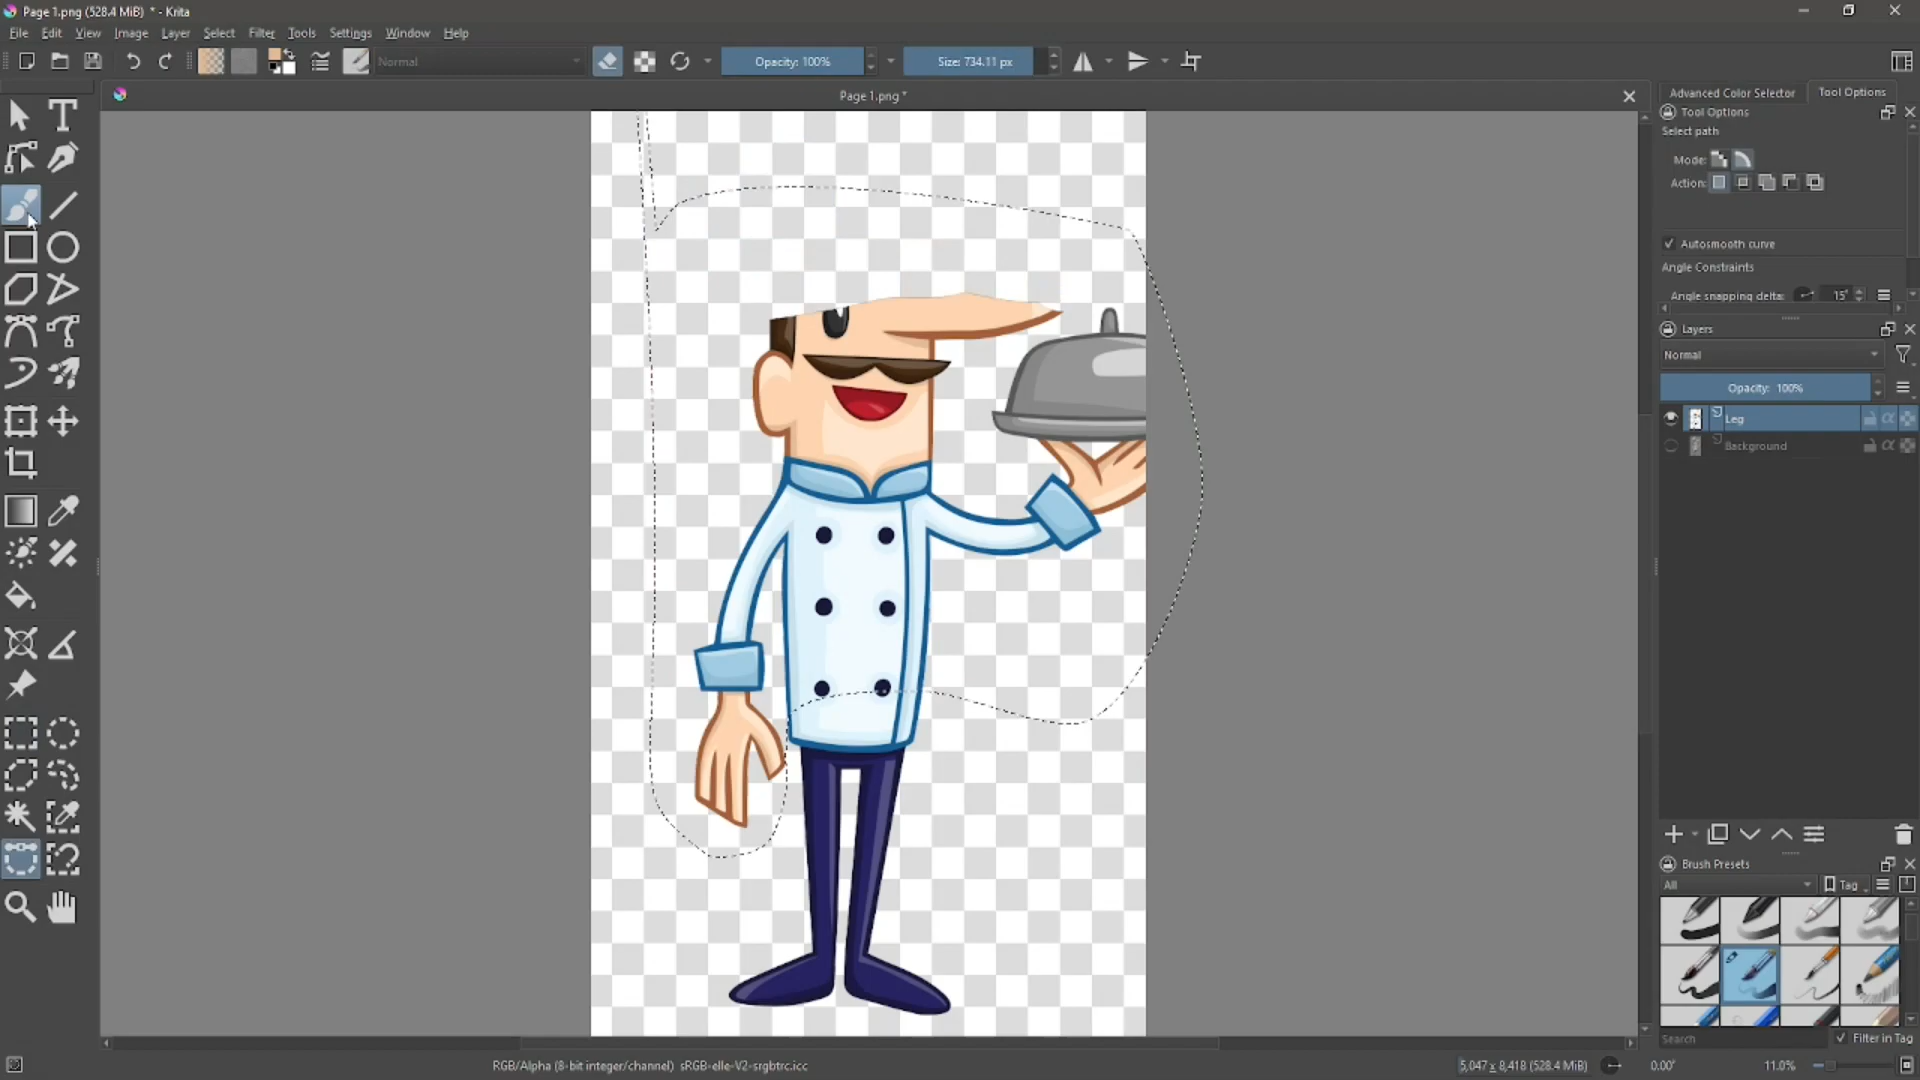 Page 1.png (528.4 MiB) * - Krita
File Edit View Image Layer Select Filter Tools Settings Window Help
Normal Opacity: 100% Size: 734.11 px
Page 1.png *
Advanced Color Selector Tool Options
Tool Options
Select path
Mode:
Action:
Autosmooth curve
Angle Constraints
Angle snapping delta: 15°
Layers
Normal
Opacity: 100%
Leg
Background
Brush Presets
All Tag
Search Filter in Tag
RGB/Alpha (8-bit integer/channel) sRGB-elle-V2-srgbtrc.icc 5,047 x 8,418 (528.4 MiB) 0.00° 11.0%